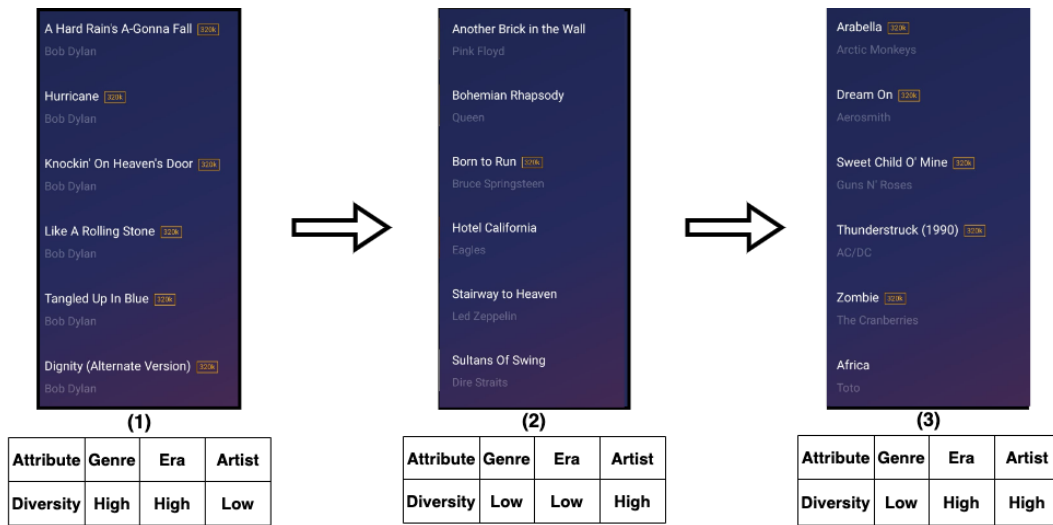 A Hard Rain's A-Gonna Fall 320k
Bob Dylan
Hurricane 320k
Bob Dylan
Knockin' On Heaven's Door 320k
Bob Dylan
Like A Rolling Stone 320k
Bob Dylan
Tangled Up In Blue 320k
Bob Dylan
Dignity (Alternate Version) 320k
Bob Dylan
(1)
Attribute Genre Era Artist
Diversity High High Low
Another Brick in the Wall
Pink Floyd
Bohemian Rhapsody
Queen
Born to Run 320k
Bruce Springsteen
Hotel California
Eagles
Stairway to Heaven
Led Zeppelin
Sultans Of Swing
Dire Straits
(2)
Attribute Genre Era Artist
Diversity Low Low High
Arabella 320k
Arctic Monkeys
Dream On 320k
Aerosmith
Sweet Child O' Mine 320k
Guns N' Roses
Thunderstruck (1990) 320k
AC/DC
Zombie 320k
The Cranberries
Africa
Toto
(3)
Attribute Genre Era Artist
Diversity Low High High